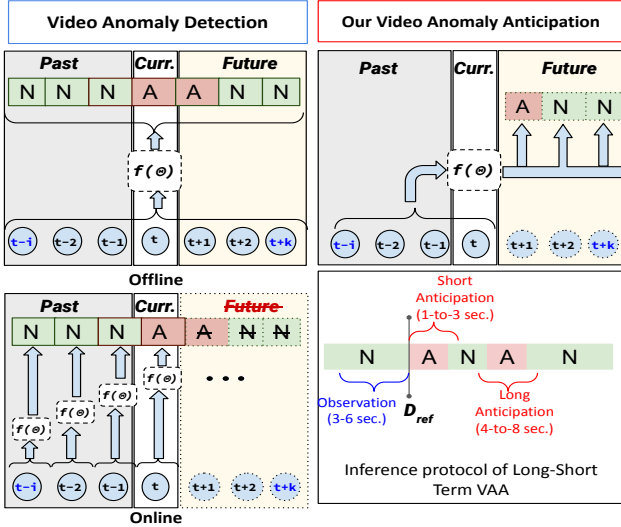 Video Anomaly Detection
Past Curr. Future
N N N A A N N
f(Θ)
t-i t-2 t-1 t t+1 t+2 t+k
Offline
Past Curr. Future
N N N A A N N
f(Θ) f(Θ) f(Θ) f(Θ) • • •
t-i t-2 t-1 t t+1 t+2 t+k
Online
Our Video Anomaly Anticipation
Past Curr. Future
A N N
f(Θ)
t-i t-2 t-1 t t+1 t+2 t+k
Short
Anticipation
(1-to-3 sec.)
N A N A N
Observation
(3-6 sec.)
D_ref
Long
Anticipation
(4-to-8 sec.)
Inference protocol of Long-Short
Term VAA